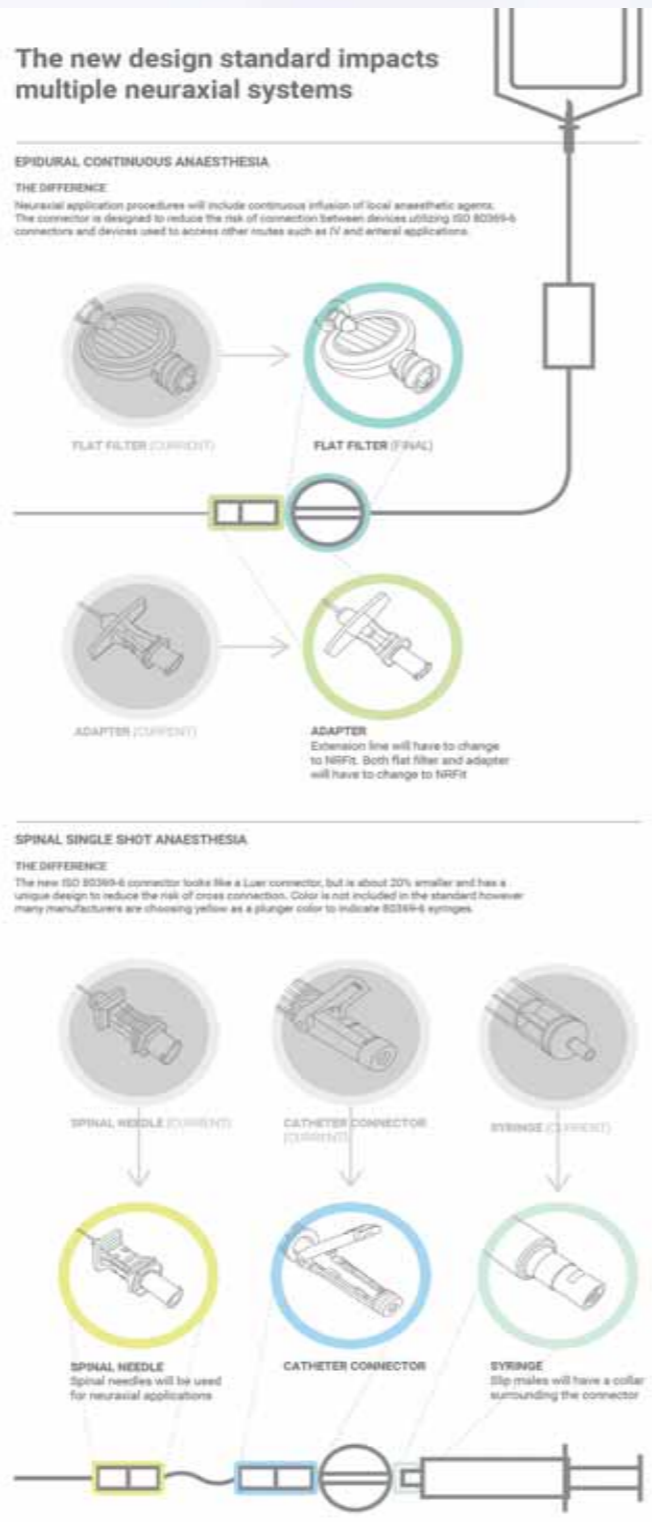 The new design standard impacts
multiple neuraxial systems
EPIDURAL CONTINUOUS ANAESTHESIA
THE DIFFERENCE
Neuraxial application procedures will include continuous infusion of local anaesthetic agents.
The connector is designed to reduce the risk of connection between devices utilizing ISO 80369-6
connectors and devices used to access other routes such as IV and enteral applications.
FLAT FILTER (CURRENT)
FLAT FILTER (FINAL)
ADAPTER (CURRENT)
ADAPTER
Extension line will have to change
to NRFit. Both flat filter and adapter
will have to change to NRFit
SPINAL SINGLE SHOT ANAESTHESIA
THE DIFFERENCE
The new ISO 80369-6 connector looks like a Luer connector, but is about 20% smaller and has a
unique design to reduce the risk of cross connection. Color is not included in the standard however
many manufacturers are choosing yellow as a plunger color to indicate 80369-6 syringes.
SPINAL NEEDLE (CURRENT)
CATHETER CONNECTOR
(CURRENT)
SYRINGE (CURRENT)
SPINAL NEEDLE
Spinal needles will be used
for neuraxial applications
CATHETER CONNECTOR
SYRINGE
Slip males will have a collar
surrounding the connector